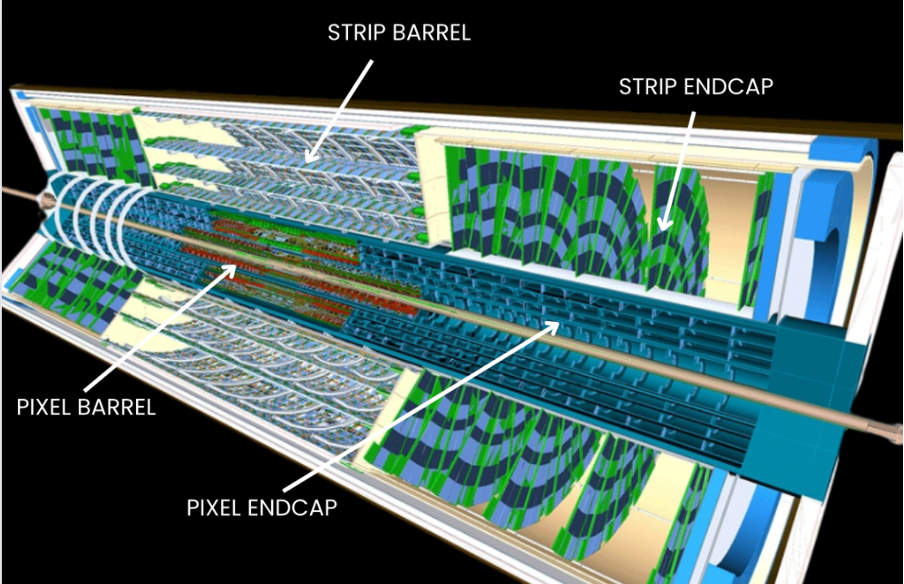 STRIP BARREL
STRIP ENDCAP
PIXEL BARREL
PIXEL ENDCAP